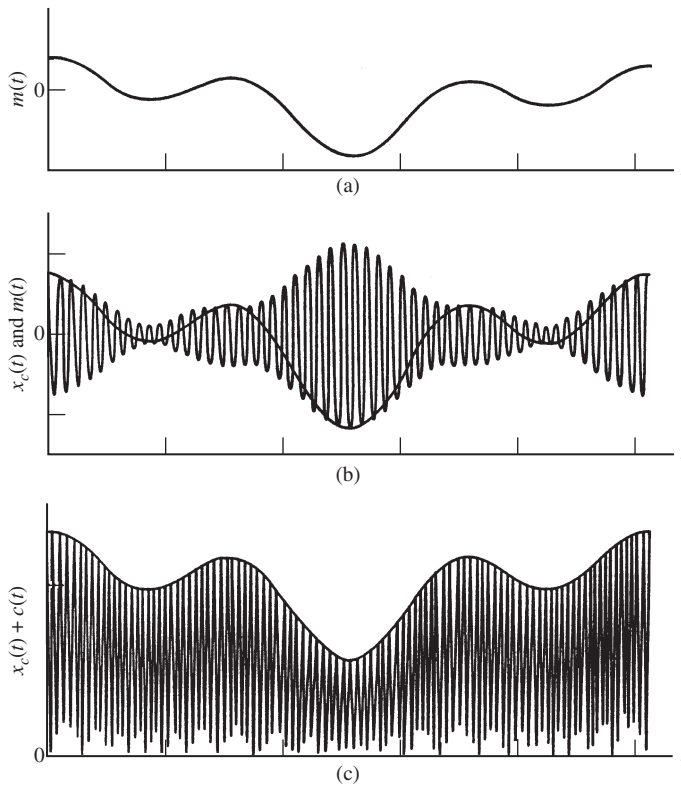 m(t)
0
(a)
x_c(t) and m(t)
0
(b)
x_c(t) + c(t)
0
(c)